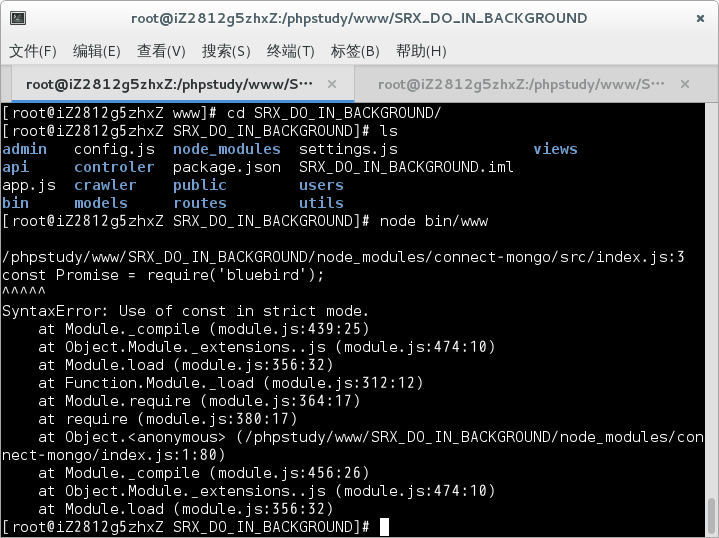 root@iZ2812g5zhxZ:/phpstudy/www/SRX_DO_IN_BACKGROUND
文件(F) 编辑(E) 查看(V) 搜索(S) 终端(T) 标签(B) 帮助(H)
root@iZ2812g5zhxZ:/phpstudy/www/S··· × root@iZ2812g5zhxZ:/phpstudy/www/S··· ×
[root@iZ2812g5zhxZ www]# cd SRX_DO_IN_BACKGROUND/
[root@iZ2812g5zhxZ SRX_DO_IN_BACKGROUND]# ls
admin config.js node_modules settings.js views
api controler package.json SRX_DO_IN_BACKGROUND.iml
app.js crawler public users
bin models routes utils
[root@iZ2812g5zhxZ SRX_DO_IN_BACKGROUND]# node bin/www
/phpstudy/www/SRX_DO_IN_BACKGROUND/node_modules/connect-mongo/src/index.js:3
const Promise = require('bluebird');
^^^^^
SyntaxError: Use of const in strict mode.
    at Module._compile (module.js:439:25)
    at Object.Module._extensions..js (module.js:474:10)
    at Module.load (module.js:356:32)
    at Function.Module._load (module.js:312:12)
    at Module.require (module.js:364:17)
    at require (module.js:380:17)
    at Object.<anonymous> (/phpstudy/www/SRX_DO_IN_BACKGROUND/node_modules/con
nect-mongo/index.js:1:80)
    at Module._compile (module.js:456:26)
    at Object.Module._extensions..js (module.js:474:10)
    at Module.load (module.js:356:32)
[root@iZ2812g5zhxZ SRX_DO_IN_BACKGROUND]#